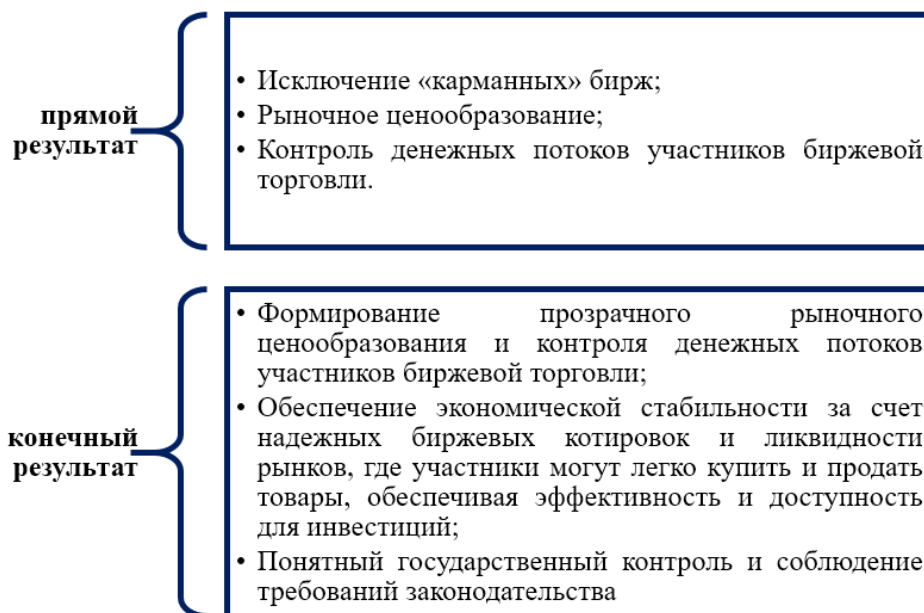 прямой
результат
• Исключение «карманных» бирж;
• Рыночное ценообразование;
• Контроль денежных потоков участников биржевой
торговли.
конечный
результат
• Формирование прозрачного рыночного
ценообразования и контроля денежных потоков
участников биржевой торговли;
• Обеспечение экономической стабильности за счет
надежных биржевых котировок и ликвидности
рынков, где участники могут легко купить и продать
товары, обеспечивая эффективность и доступность
для инвестиций;
• Понятный государственный контроль и соблюдение
требований законодательства